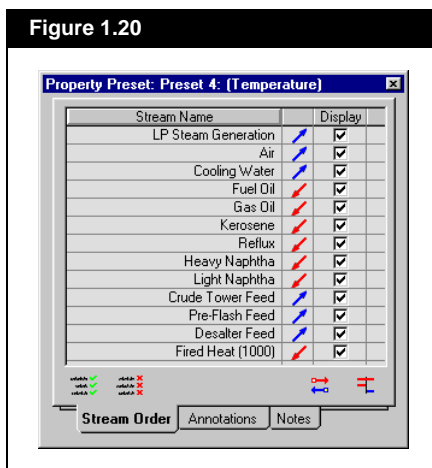 Figure 1.20
Property Preset: Preset 4: (Temperature)
Stream Name Display
LP Steam Generation
Air
Cooling Water
Fuel Oil
Gas Oil
Kerosene
Reflux
Heavy Naphtha
Light Naphtha
Crude Tower Feed
Pre-Flash Feed
Desalter Feed
Fired Heat (1000)
Stream Order Annotations Notes